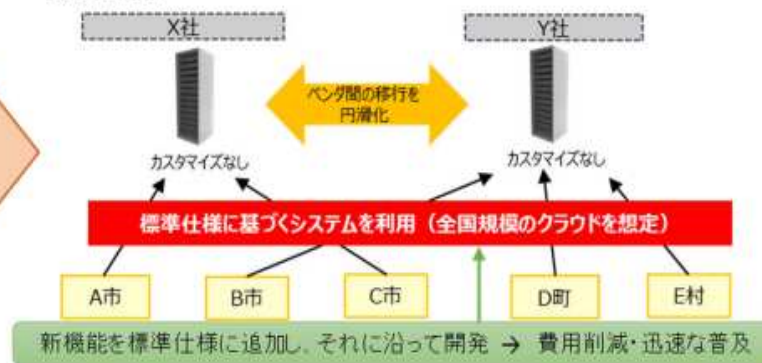 X社
Y社
ベンダ間の移行を
円滑化
カスタマイズなし
カスタマイズなし
標準仕様に基づくシステムを利用（全国規模のクラウドを想定）
A市
B市
C市
D町
E村
新機能を標準仕様に追加し、それに沿って開発 → 費用削減・迅速な普及